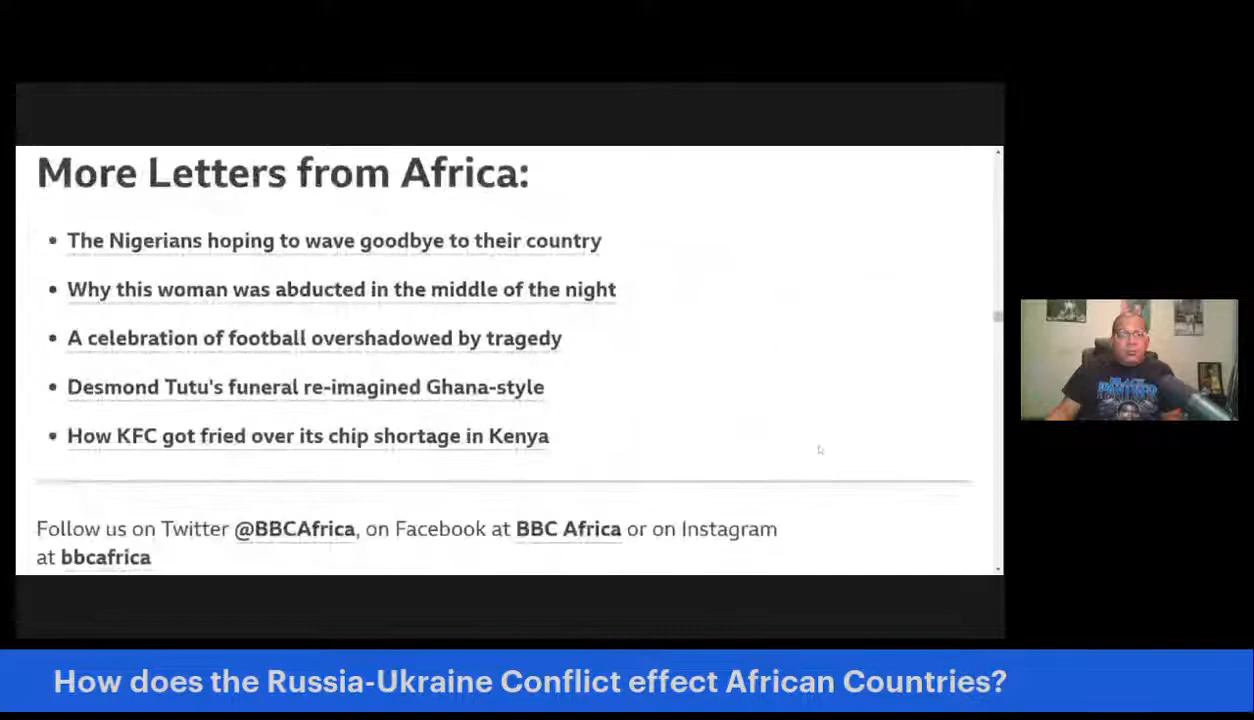 More Letters from Africa:
• The Nigerians hoping to wave goodbye to their country
• Why this woman was abducted in the middle of the night
• A celebration of football overshadowed by tragedy
• Desmond Tutu's funeral re-imagined Ghana-style
• How KFC got fried over its chip shortage in Kenya
Follow us on Twitter @BBCAfrica, on Facebook at BBC Africa or on Instagram
at bbcafrica
BLACK
PANTHER
How does the Russia-Ukraine Conflict effect African Countries?